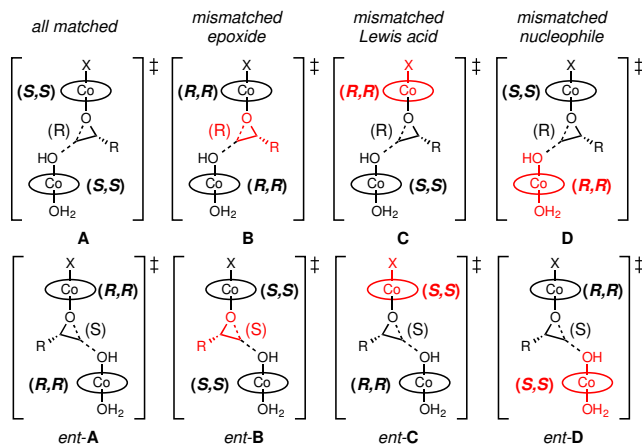 all matched
mismatched epoxide
mismatched Lewis acid
mismatched nucleophile
X
(S,S) Co
O
(R)
R
HO
Co (S,S)
OH2
‡
A
X
(R,R) Co
O
(R)
R
HO
Co (R,R)
OH2
‡
B
X
(R,R) Co
O
(R)
R
HO
Co (S,S)
OH2
‡
C
X
(S,S) Co
O
(R)
R
HO
Co (R,R)
OH2
‡
D
X
Co (R,R)
O
(S)
R
OH
(R,R) Co
OH2
‡
ent-A
X
Co (S,S)
O
(S)
R
OH
(S,S) Co
OH2
‡
ent-B
X
Co (S,S)
O
(S)
R
OH
(R,R) Co
OH2
‡
ent-C
X
Co (R,R)
O
(S)
R
OH
(S,S) Co
OH2
‡
ent-D